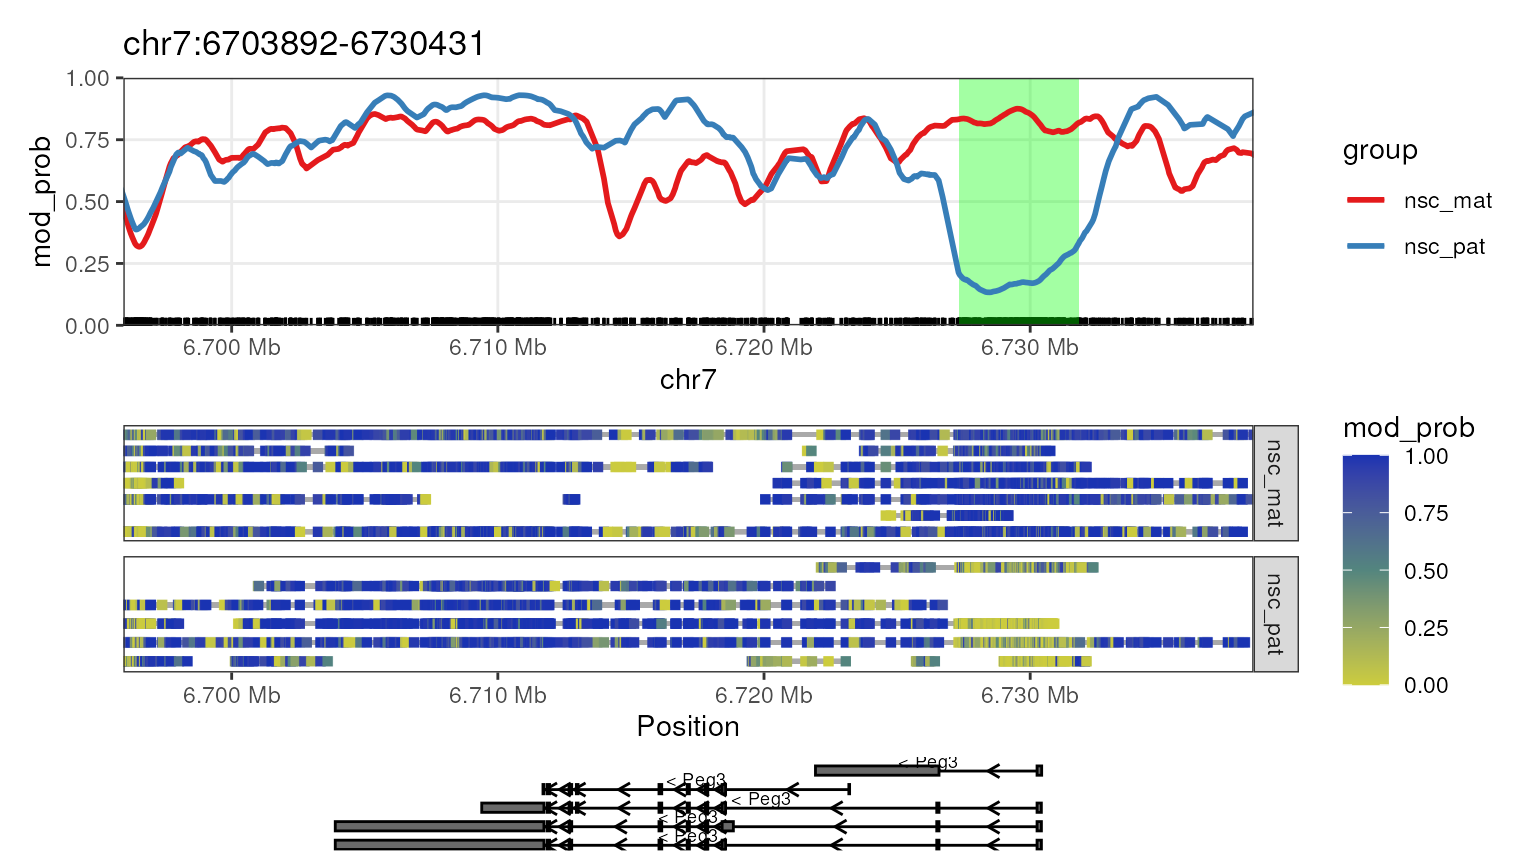 chr7:6703892-6730431
1.00
0.75
0.50
0.25
0.00
mod_prob
6.700 Mb 6.710 Mb 6.720 Mb 6.730 Mb
chr7
group
nsc_mat
nsc_pat
nsc_mat
nsc_pat
6.700 Mb 6.710 Mb 6.720 Mb 6.730 Mb
Position
mod_prob
1.00
0.75
0.50
0.25
0.00
< Peg3
< Peg3
< Peg3
< Peg3
< Peg3